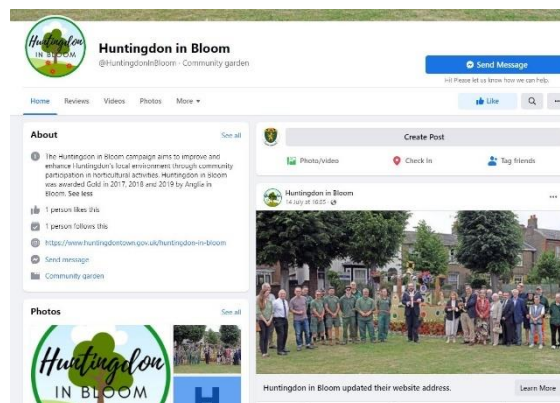 Huntingdon
IN BLOOM
Huntingdon in Bloom
@HuntingdonInBloom · Community garden
Send Message
Hi! Please let us know how we can help.
Home Reviews Videos Photos More
Like
About See all
The Huntingdon in Bloom campaign aims to improve and
enhance Huntingdon's local environment through community
participation in horticultural activities. Huntingdon in Bloom
was awarded Gold in 2017, 2018 and 2019 by Anglia in
Bloom. See less
1 person likes this
1 person follows this
https://www.huntingdontown.gov.uk/huntingdon-in-bloom
Send message
Community garden
Photos See all
Huntingdon
IN BLOOM
H
Create Post
Photo/video Check In Tag friends
Huntingdon in Bloom
14 July at 16:05 ·
Huntingdon in Bloom updated their website address.
Learn More